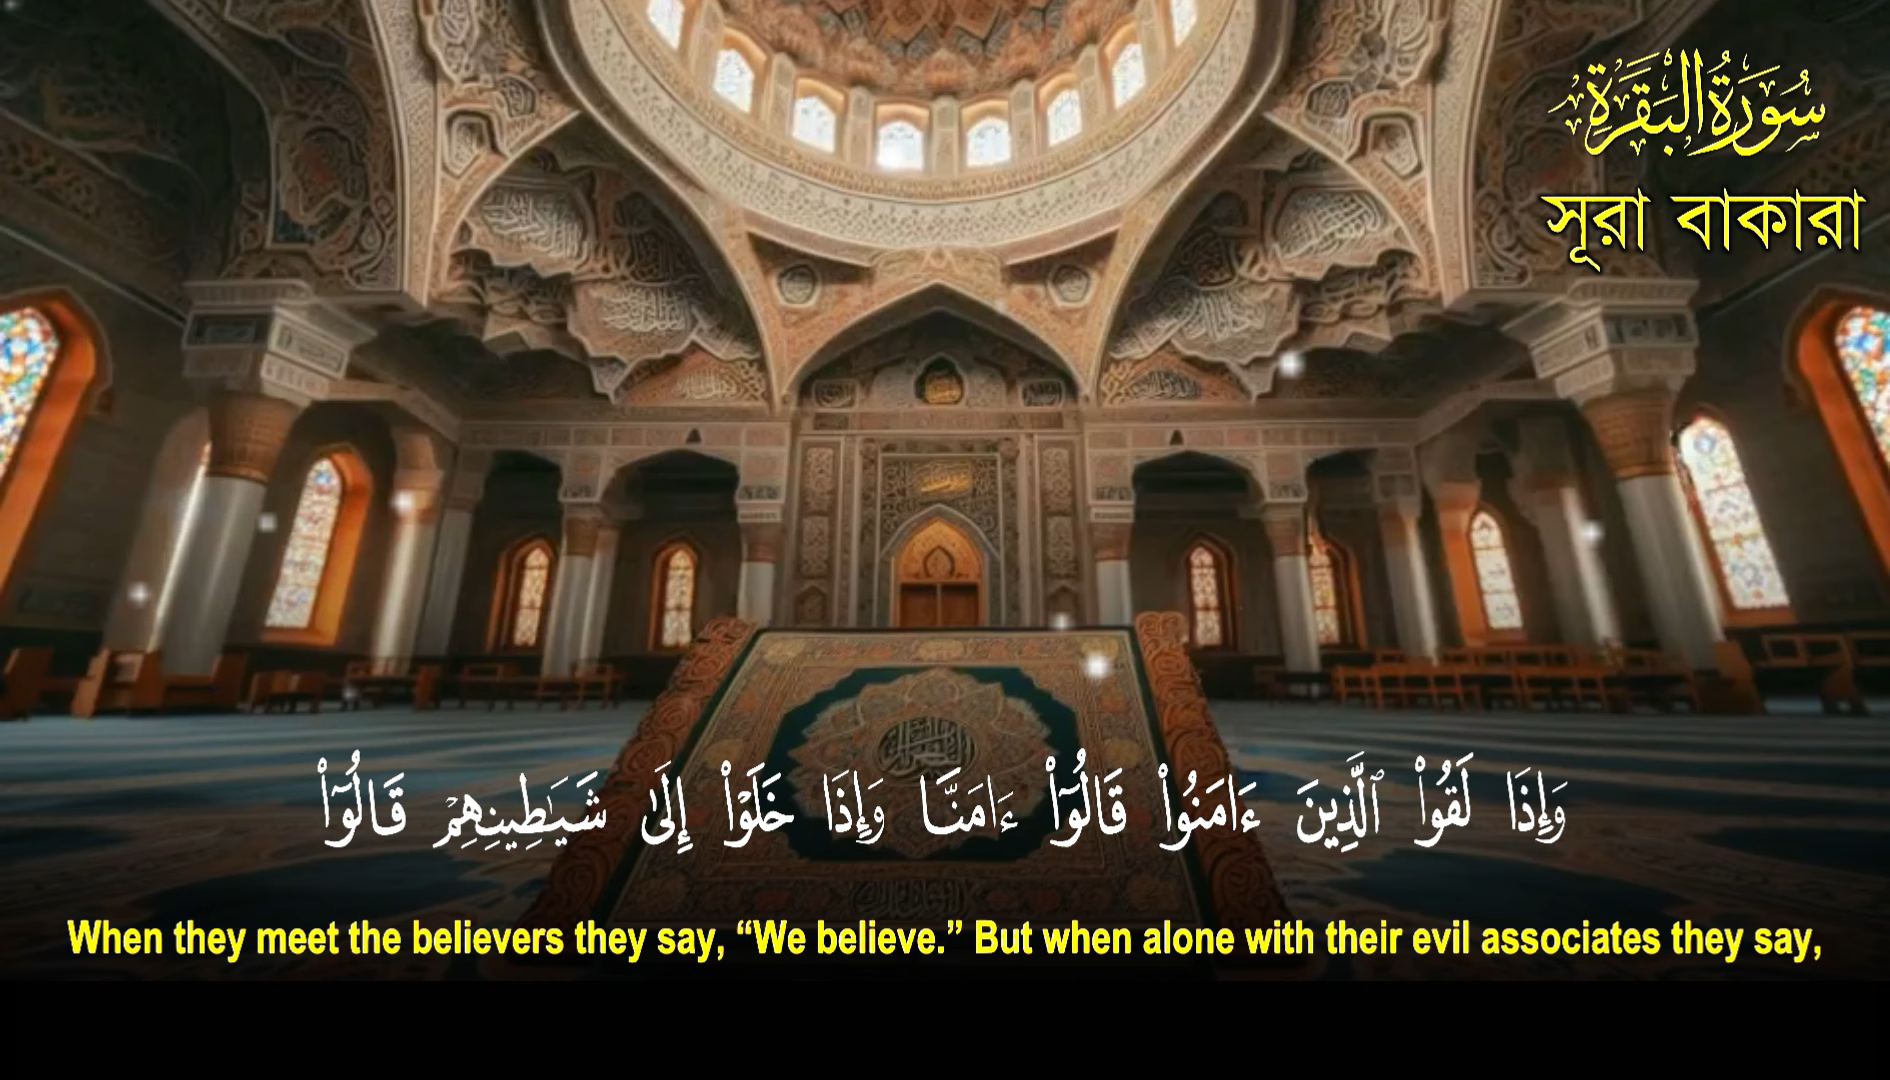 سُورَةُ البَقَرَةِ
সূরা বাকারা
وَإِذَا لَقُوا۟ ٱلَّذِينَ ءَامَنُوا۟ قَالُوٓا۟ ءَامَنَّا وَإِذَا خَلَوْا۟ إِلَىٰ شَيَـٰطِينِهِمْ قَالُوٓا۟
When they meet the believers they say, “We believe.” But when alone with their evil associates they say,